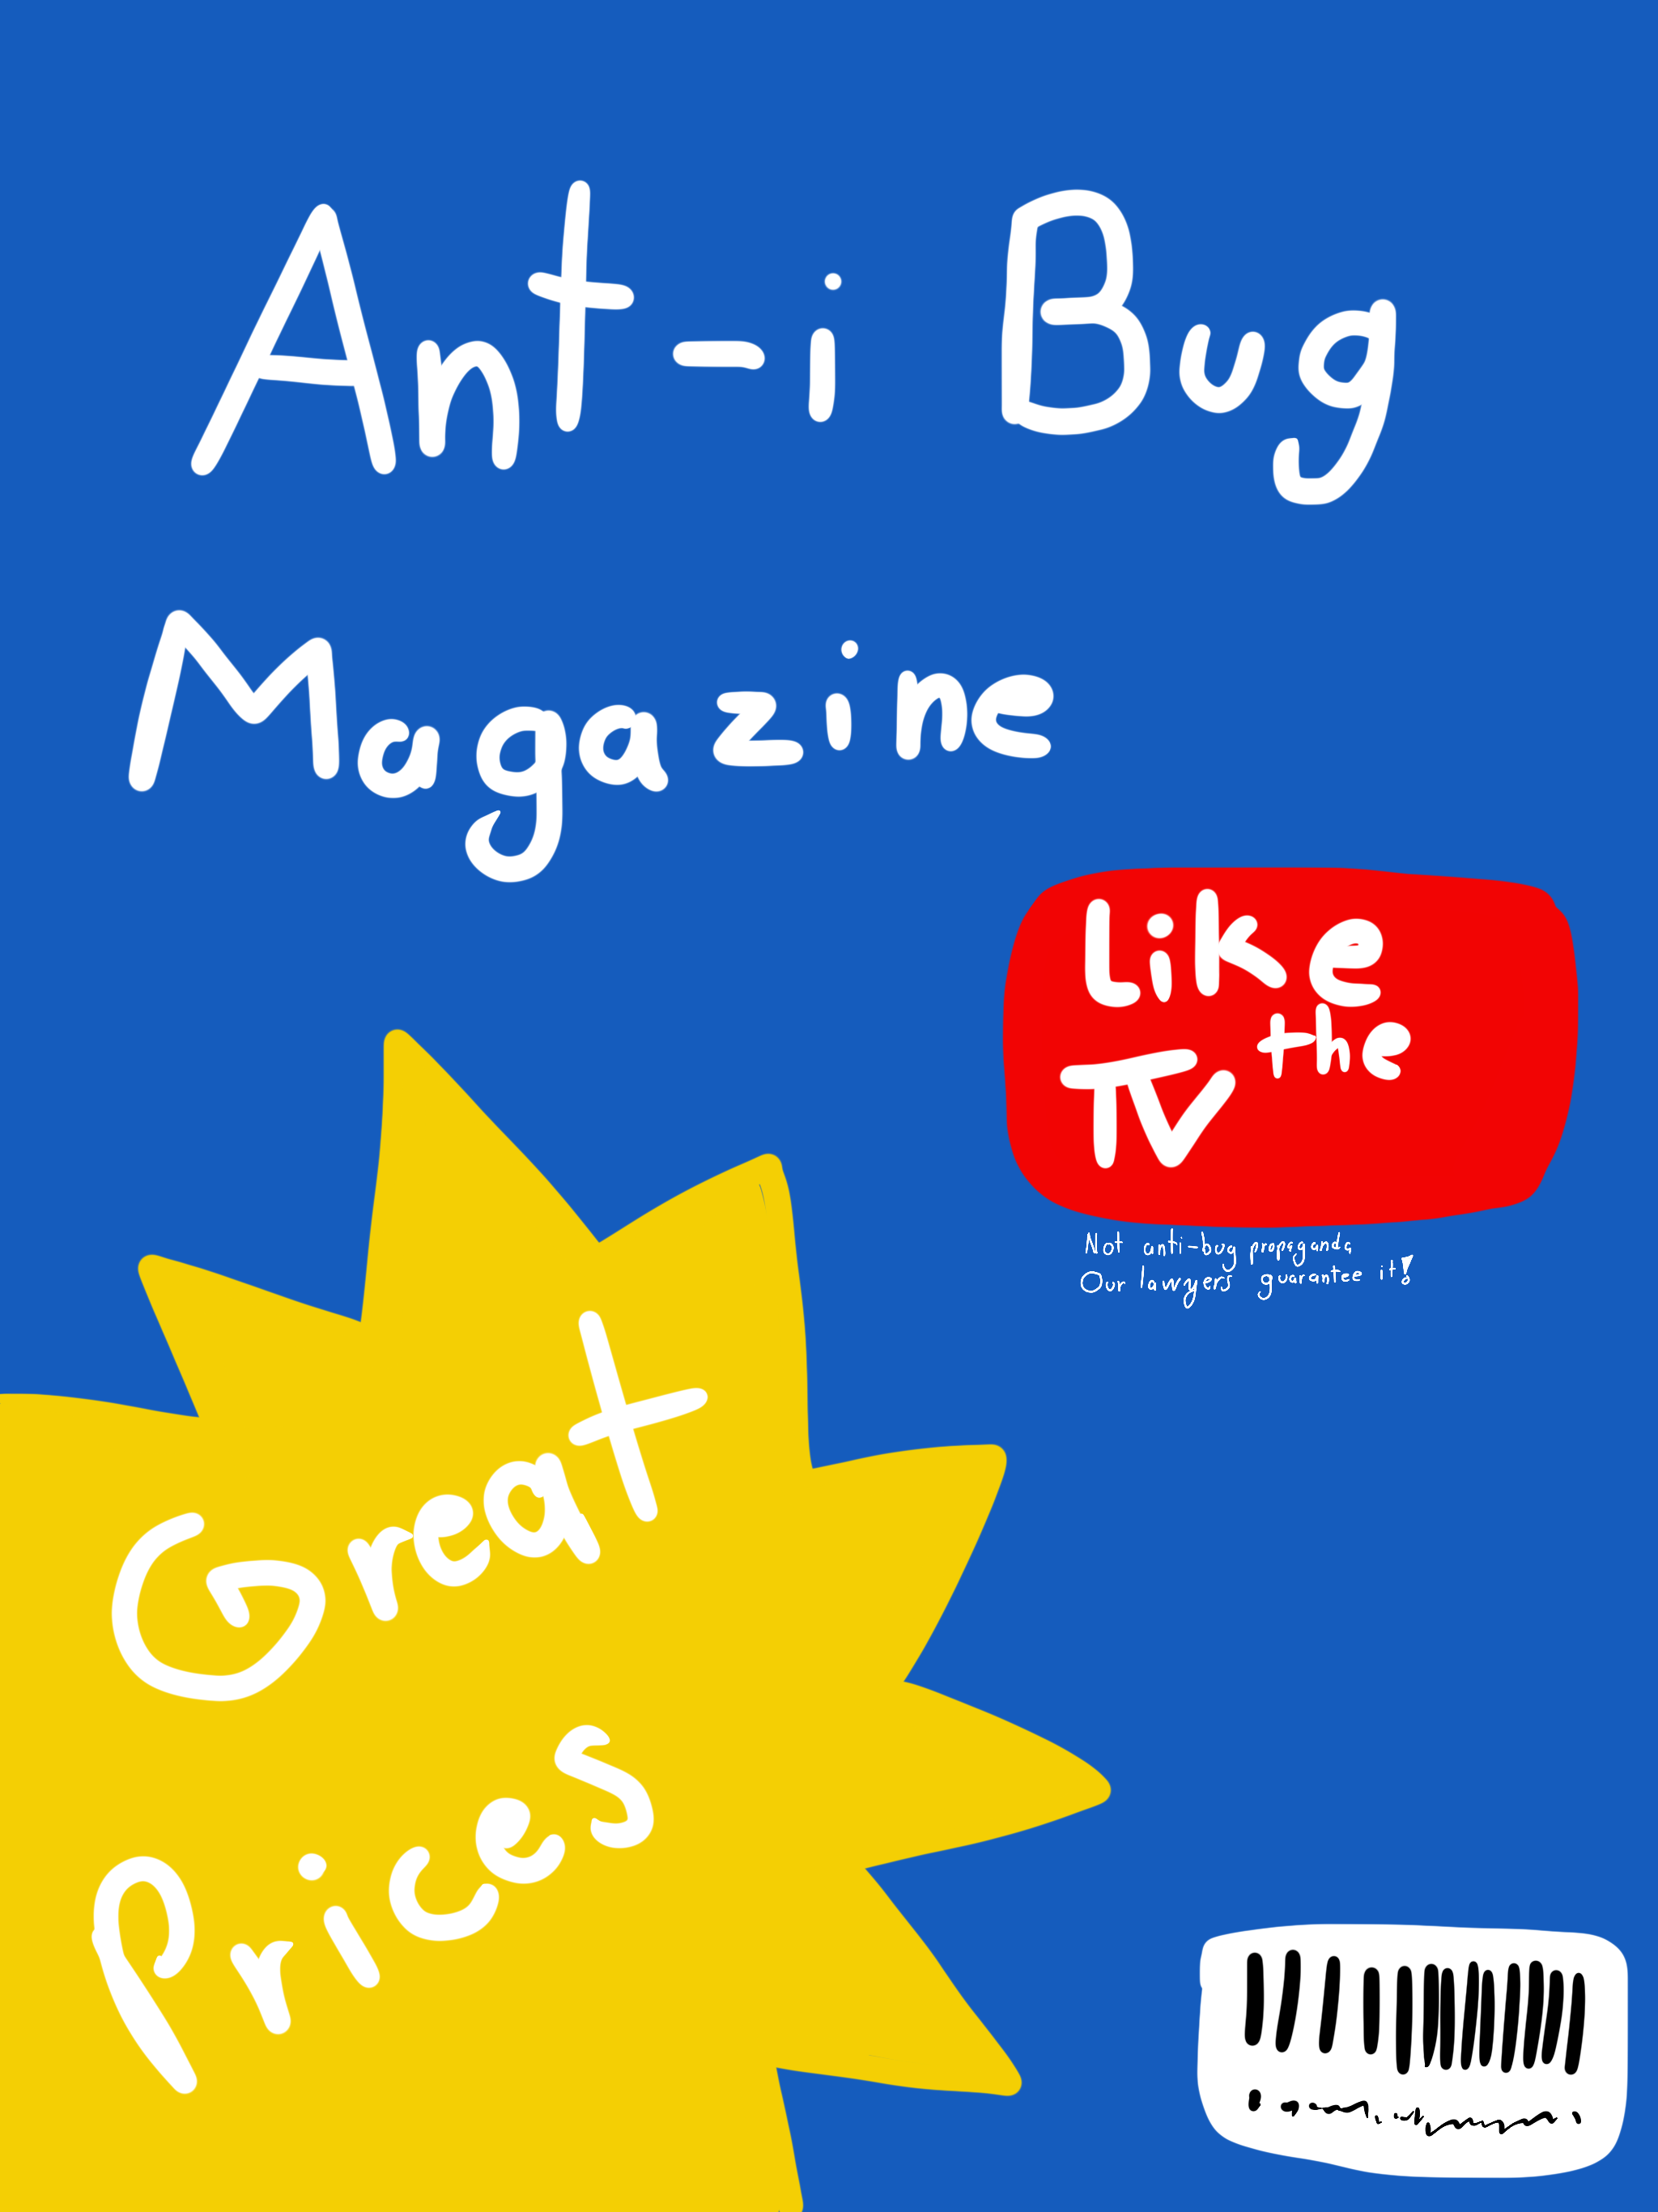 Ant-i Bug
Magazine
Like
the
TV
Not anti-bug propaganda
Our lawyers guarantee it!
Great
Prices